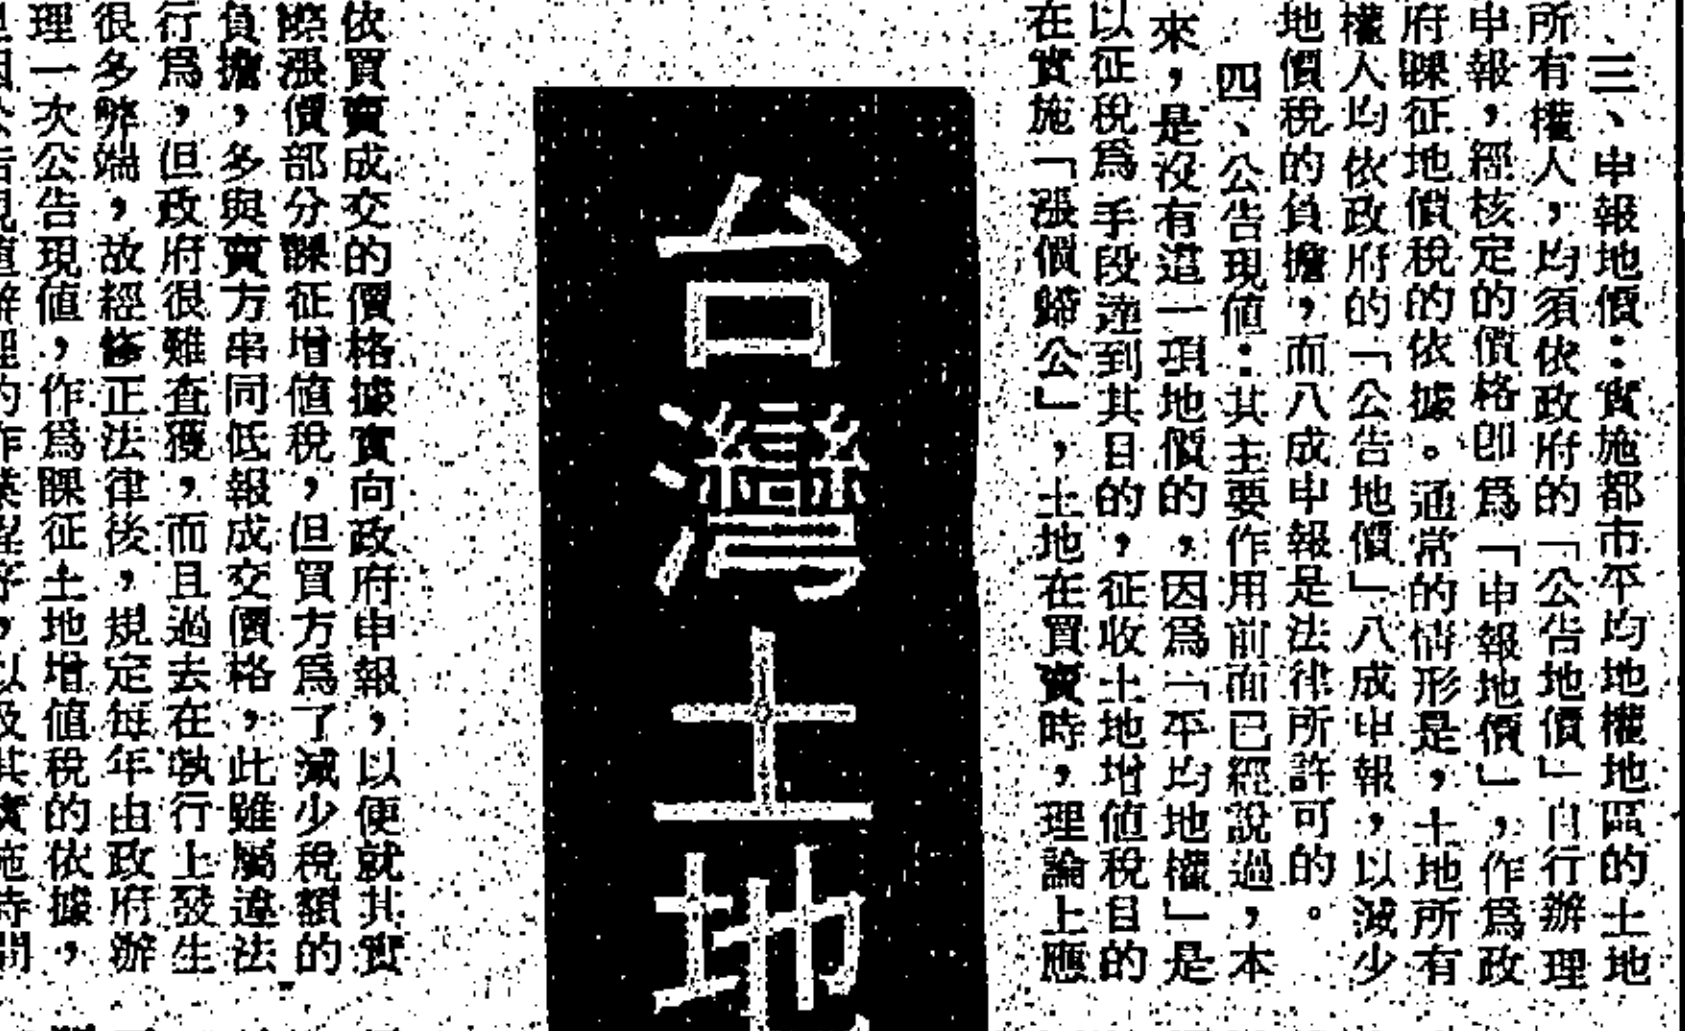 三、申報地價：實施都市平均地權地區的土地
所有權人，均須依政府的「公告地價」自行辦理
申報，經核定的價格卽爲「申報地價」，作爲政
府課征地價稅的依據。通常的情形是，土地所有
權人均依政府的「公告地價」八成申報，以減少
地價稅的負擔，而八成申報是法律所許可的。
四、公告現値：其主要作用前面已經說過，本
來，是沒有這一項地價的，因爲「平均地權」是
以征稅爲手段達到其目的，征收土地增値稅目的
在實施「漲價歸公」，土地在買賣時，理論上應
台灣土地
依買賣成交的價格據實向政府申報，以便就其實
際漲價部分課征增値稅，但買方爲了減少稅額的
負擔，多與賣方串同低報成交價格，此雖屬違法
行爲，但政府很難查獲，而且過去在執行上發生
很多弊端，故經修正法律後，規定每年由政府辦
理一次公告現値，作爲課征土地增値稅的依據，